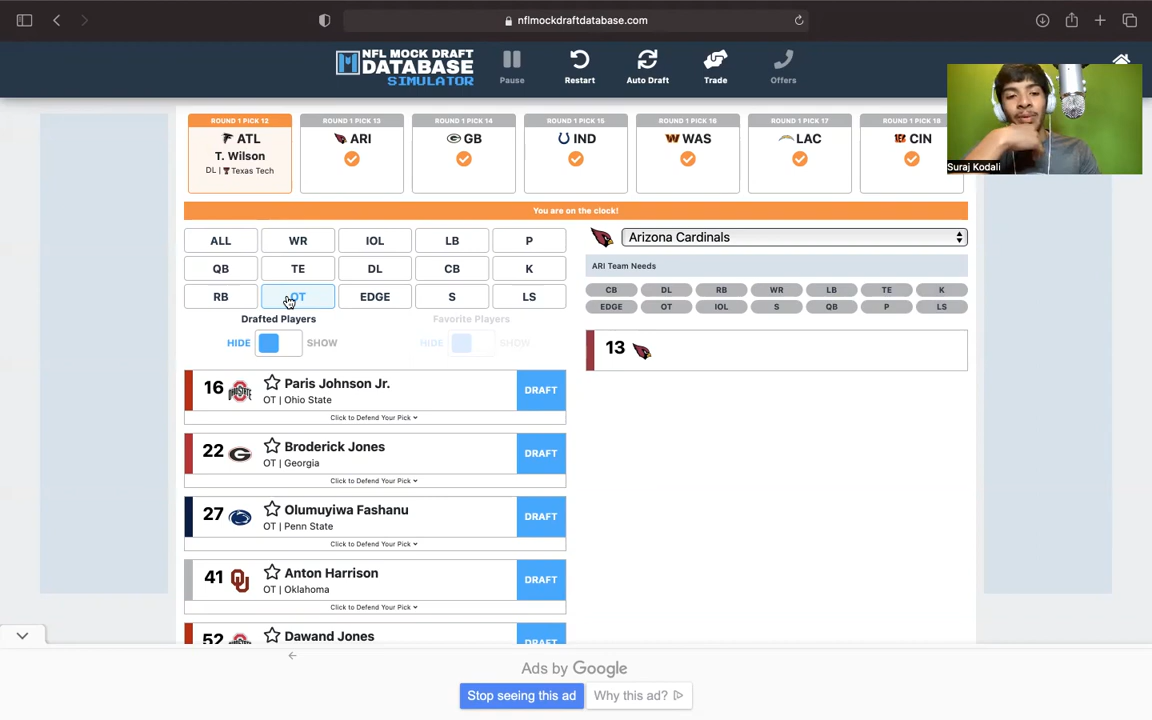 nflmockdraftdatabase.com
NFL MOCK DRAFT
DATABASE
SIMULATOR
Pause
Restart
Auto Draft
Trade
Offers
Suraj Kodali
ROUND 1 PICK 12
ATL
T. Wilson
DL | Texas Tech
ROUND 1 PICK 13
ARI
ROUND 1 PICK 14
GB
ROUND 1 PICK 15
IND
ROUND 1 PICK 16
WAS
ROUND 1 PICK 17
LAC
ROUND 1 PICK 18
CIN
You are on the clock!
ALL WR IOL LB P
QB TE DL CB K
RB OT EDGE S LS
Drafted Players
HIDE SHOW
Favorite Players
HIDE SHOW
16 Paris Johnson Jr.
OT | Ohio State
DRAFT
Click to Defend Your Pick
22 Broderick Jones
OT | Georgia
DRAFT
Click to Defend Your Pick
27 Olumuyiwa Fashanu
OT | Penn State
DRAFT
Click to Defend Your Pick
41 Anton Harrison
OT | Oklahoma
DRAFT
Click to Defend Your Pick
52 Dawand Jones
DRAFT
Arizona Cardinals
ARI Team Needs
CB DL RB WR LB TE K
EDGE OT IOL S QB P LS
13
Ads by Google
Stop seeing this ad
Why this ad?